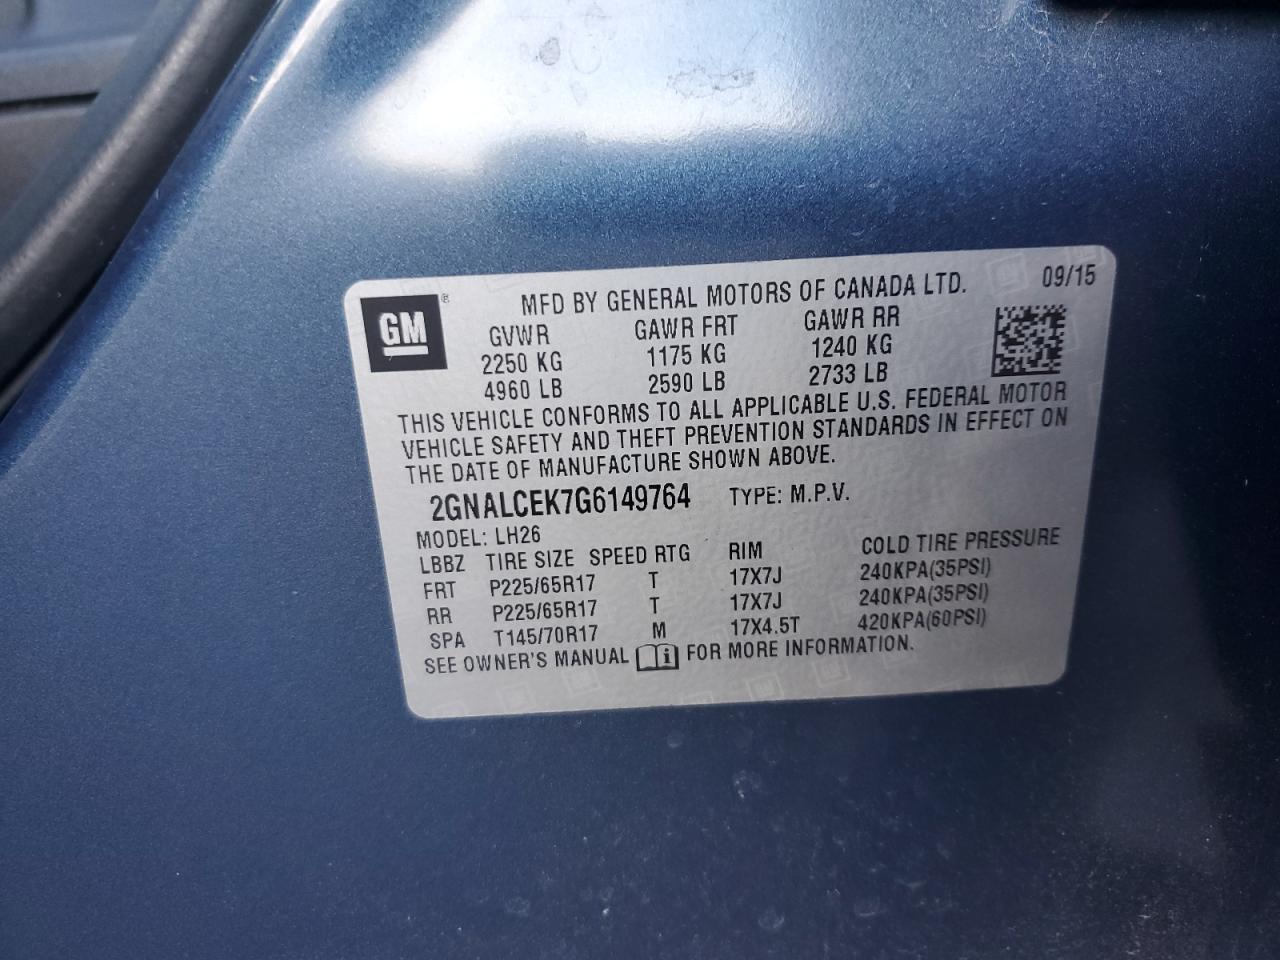 GM ®
MFD BY GENERAL MOTORS OF CANADA LTD. 09/15
GVWR GAWR FRT GAWR RR
2250 KG 1175 KG 1240 KG
4960 LB 2590 LB 2733 LB
THIS VEHICLE CONFORMS TO ALL APPLICABLE U.S. FEDERAL MOTOR
VEHICLE SAFETY AND THEFT PREVENTION STANDARDS IN EFFECT ON
THE DATE OF MANUFACTURE SHOWN ABOVE.
2GNALCEK7G6149764 TYPE: M.P.V.
MODEL: LH26
LBBZ TIRE SIZE SPEED RTG RIM COLD TIRE PRESSURE
FRT P225/65R17 T 17X7J 240KPA(35PSI)
RR P225/65R17 T 17X7J 240KPA(35PSI)
SPA T145/70R17 M 17X4.5T 420KPA(60PSI)
SEE OWNER'S MANUAL i FOR MORE INFORMATION.